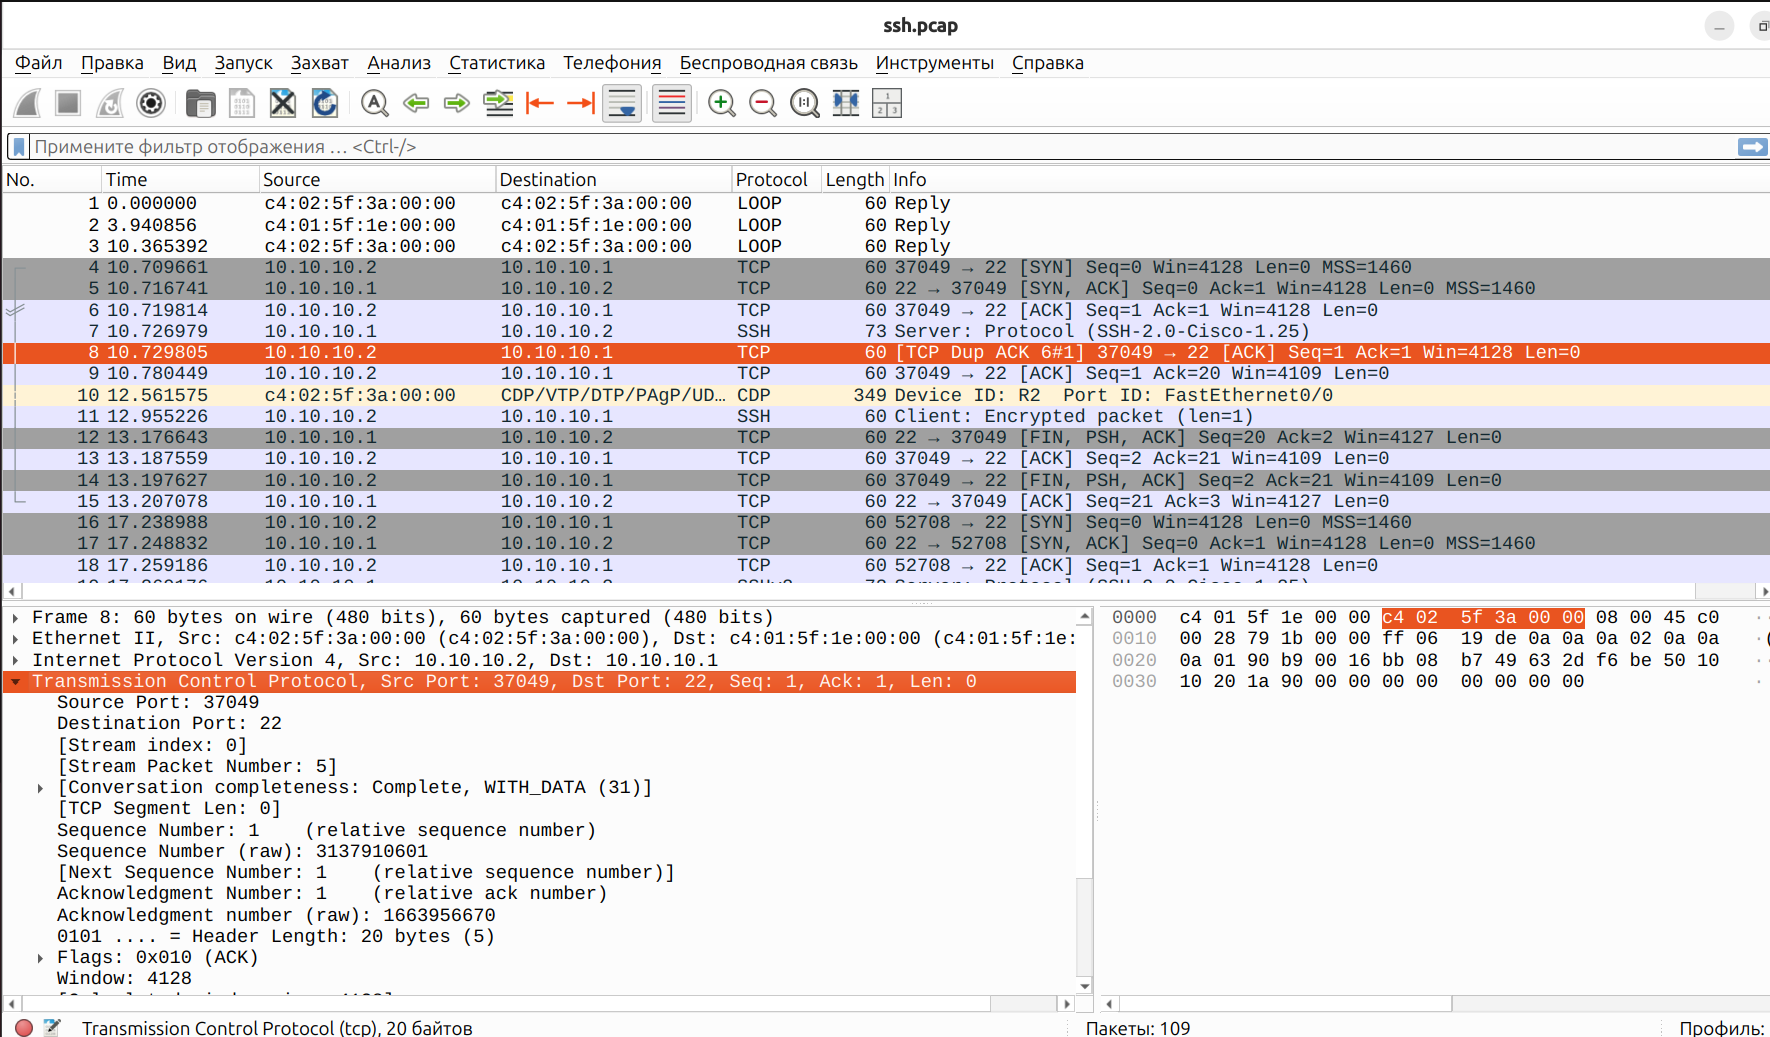 ssh.pcap
Файл Правка Вид Запуск Захват Анализ Статистика Телефония Беспроводная связь Инструменты Справка
Примените фильтр отображения … <Ctrl-/>
No. Time Source Destination Protocol Length Info
1 0.000000 c4:02:5f:3a:00:00 c4:02:5f:3a:00:00 LOOP 60 Reply
2 3.940856 c4:01:5f:1e:00:00 c4:01:5f:1e:00:00 LOOP 60 Reply
3 10.365392 c4:02:5f:3a:00:00 c4:02:5f:3a:00:00 LOOP 60 Reply
4 10.709661 10.10.10.2 10.10.10.1 TCP 60 37049 → 22 [SYN] Seq=0 Win=4128 Len=0 MSS=1460
5 10.716741 10.10.10.1 10.10.10.2 TCP 60 22 → 37049 [SYN, ACK] Seq=0 Ack=1 Win=4128 Len=0 MSS=1460
6 10.719814 10.10.10.2 10.10.10.1 TCP 60 37049 → 22 [ACK] Seq=1 Ack=1 Win=4128 Len=0
7 10.726979 10.10.10.1 10.10.10.2 SSH 73 Server: Protocol (SSH-2.0-Cisco-1.25)
8 10.729805 10.10.10.2 10.10.10.1 TCP 60 [TCP Dup ACK 6#1] 37049 → 22 [ACK] Seq=1 Ack=1 Win=4128 Len=0
9 10.780449 10.10.10.2 10.10.10.1 TCP 60 37049 → 22 [ACK] Seq=1 Ack=20 Win=4109 Len=0
10 12.561575 c4:02:5f:3a:00:00 CDP/VTP/DTP/PAgP/UD… CDP 349 Device ID: R2 Port ID: FastEthernet0/0
11 12.955226 10.10.10.2 10.10.10.1 SSH 60 Client: Encrypted packet (len=1)
12 13.176643 10.10.10.1 10.10.10.2 TCP 60 22 → 37049 [FIN, PSH, ACK] Seq=20 Ack=2 Win=4127 Len=0
13 13.187559 10.10.10.2 10.10.10.1 TCP 60 37049 → 22 [ACK] Seq=2 Ack=21 Win=4109 Len=0
14 13.197627 10.10.10.2 10.10.10.1 TCP 60 37049 → 22 [FIN, PSH, ACK] Seq=2 Ack=21 Win=4109 Len=0
15 13.207078 10.10.10.1 10.10.10.2 TCP 60 22 → 37049 [ACK] Seq=21 Ack=3 Win=4127 Len=0
16 17.238988 10.10.10.2 10.10.10.1 TCP 60 52708 → 22 [SYN] Seq=0 Win=4128 Len=0 MSS=1460
17 17.248832 10.10.10.1 10.10.10.2 TCP 60 22 → 52708 [SYN, ACK] Seq=0 Ack=1 Win=4128 Len=0 MSS=1460
18 17.259186 10.10.10.2 10.10.10.1 TCP 60 52708 → 22 [ACK] Seq=1 Ack=1 Win=4128 Len=0
Frame 8: 60 bytes on wire (480 bits), 60 bytes captured (480 bits)
Ethernet II, Src: c4:02:5f:3a:00:00 (c4:02:5f:3a:00:00), Dst: c4:01:5f:1e:00:00 (c4:01:5f:1e:
Internet Protocol Version 4, Src: 10.10.10.2, Dst: 10.10.10.1
Transmission Control Protocol, Src Port: 37049, Dst Port: 22, Seq: 1, Ack: 1, Len: 0
Source Port: 37049
Destination Port: 22
[Stream index: 0]
[Stream Packet Number: 5]
[Conversation completeness: Complete, WITH_DATA (31)]
[TCP Segment Len: 0]
Sequence Number: 1 (relative sequence number)
Sequence Number (raw): 3137910601
[Next Sequence Number: 1 (relative sequence number)]
Acknowledgment Number: 1 (relative ack number)
Acknowledgment number (raw): 1663956670
0101 .... = Header Length: 20 bytes (5)
Flags: 0x010 (ACK)
Window: 4128
0000 c4 01 5f 1e 00 00 c4 02 5f 3a 00 00 08 00 45 c0
0010 00 28 79 1b 00 00 ff 06 19 de 0a 0a 0a 02 0a 0a
0020 0a 01 90 b9 00 16 bb 08 b7 49 63 2d f6 be 50 10
0030 10 20 1a 90 00 00 00 00 00 00 00 00
Transmission Control Protocol (tcp), 20 байтов
Пакеты: 109
Профиль: